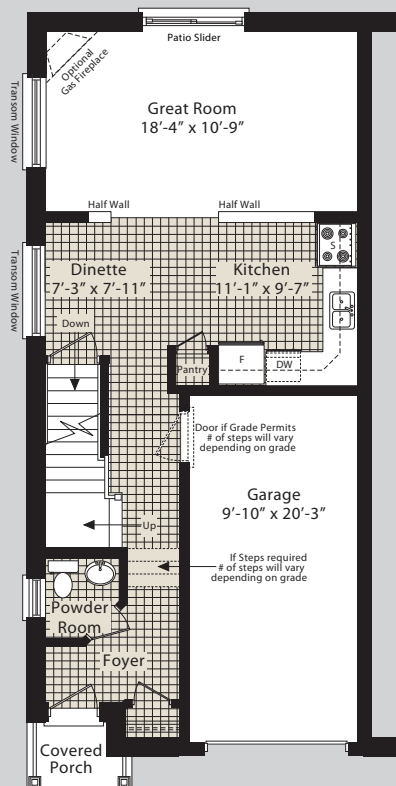 Patio Slider
Optional
Gas Fireplace
Transom Window
Great Room
18’-4” x 10’-9”
Half Wall
Half Wall
S
Dinette
7’-3” x 7’-11”
Kitchen
11’-1” x 9’-7”
Transom Window
Down
Pantry
F
DW
Door if Grade Permits
# of steps will vary
depending on grade
Garage
9’-10” x 20’-3”
Up
If Steps required
# of steps will vary
depending on grade
Powder
Room
Foyer
Covered
Porch